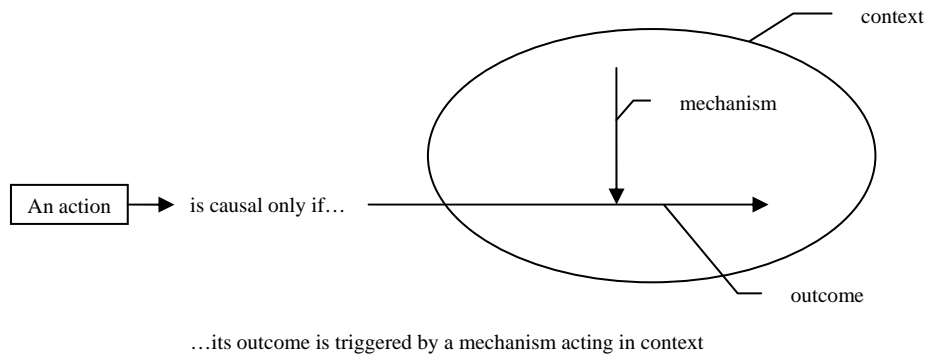 context
mechanism
An action
is causal only if…
outcome
…its outcome is triggered by a mechanism acting in context